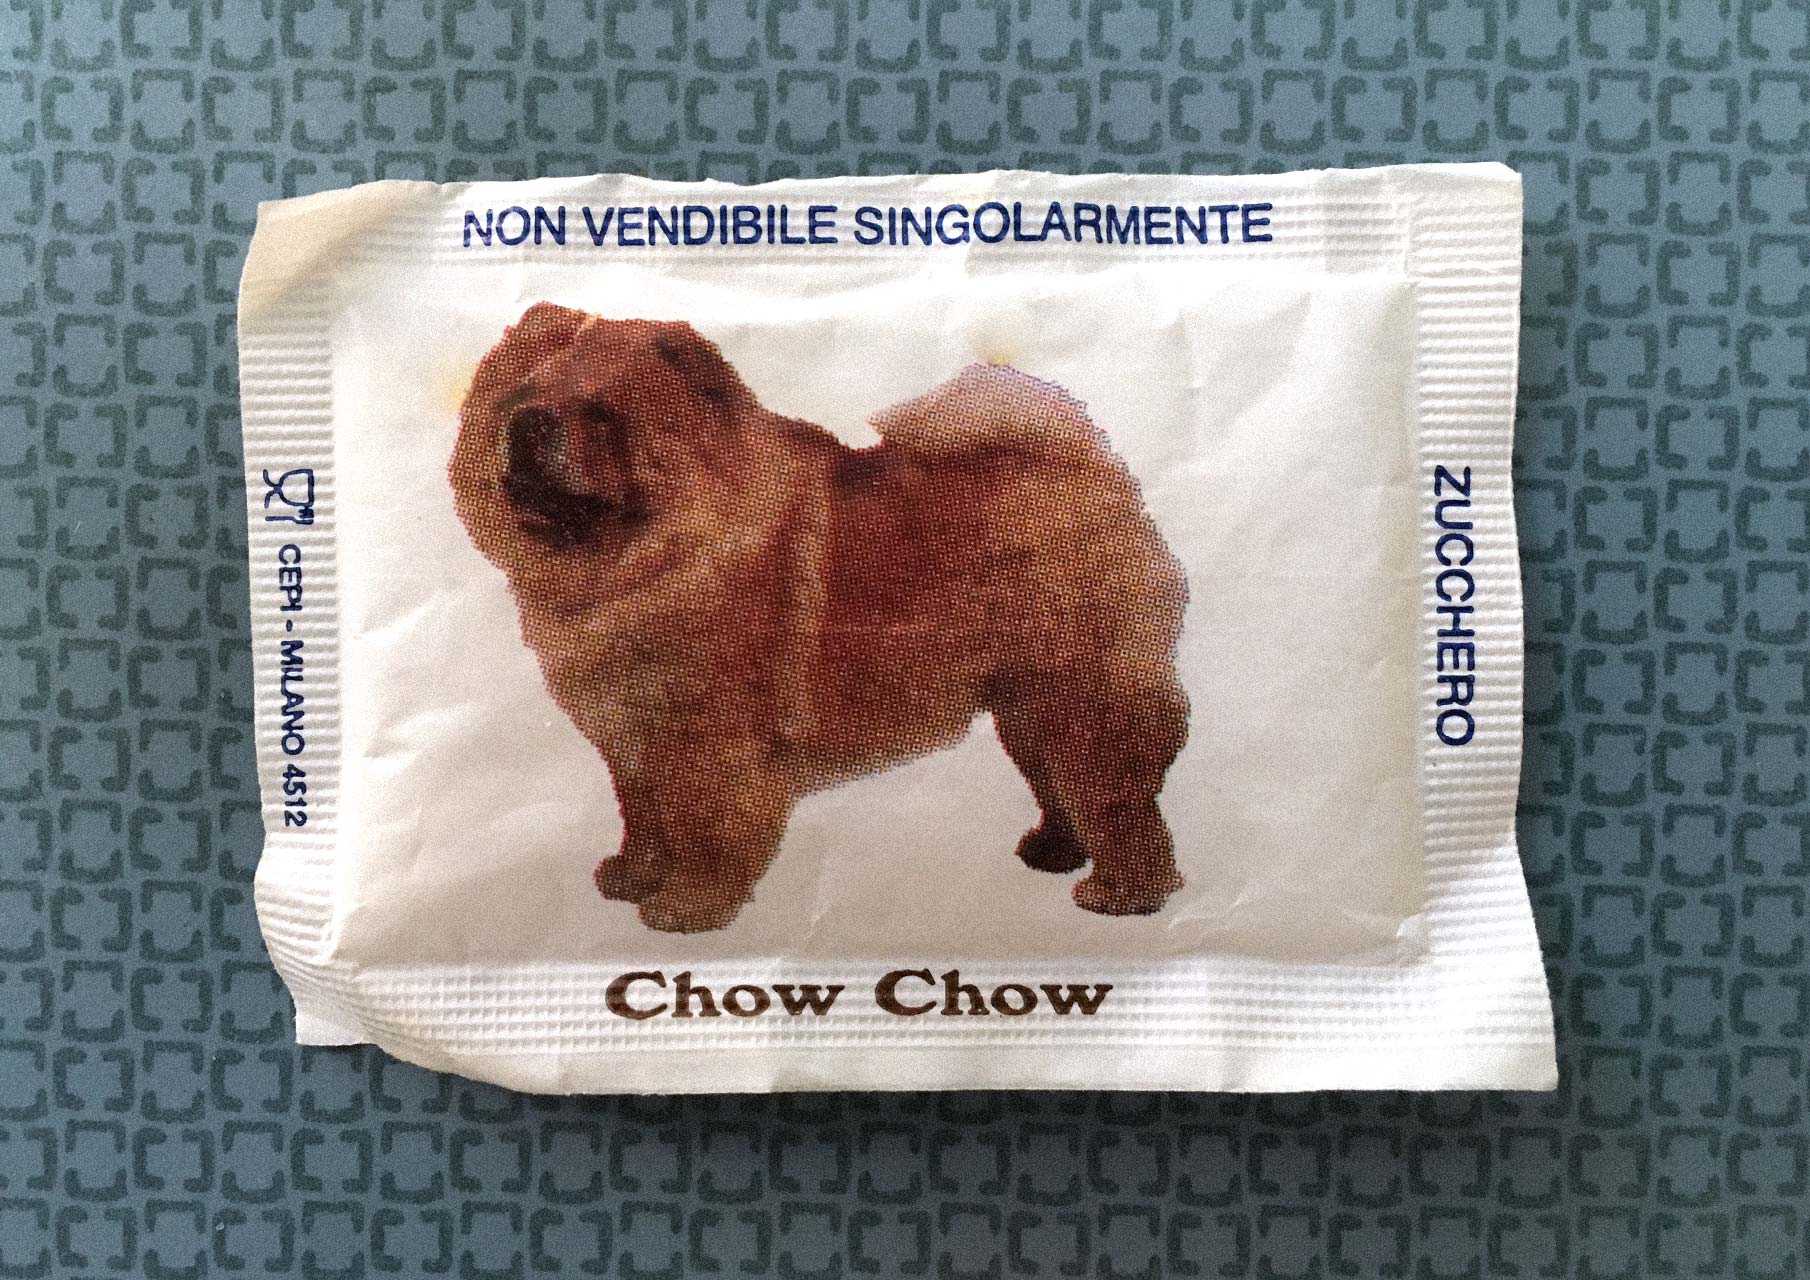 NON VENDIBILE SINGOLARMENTE
CEPI - MILANO 4512
ZUCCHERO
Chow Chow